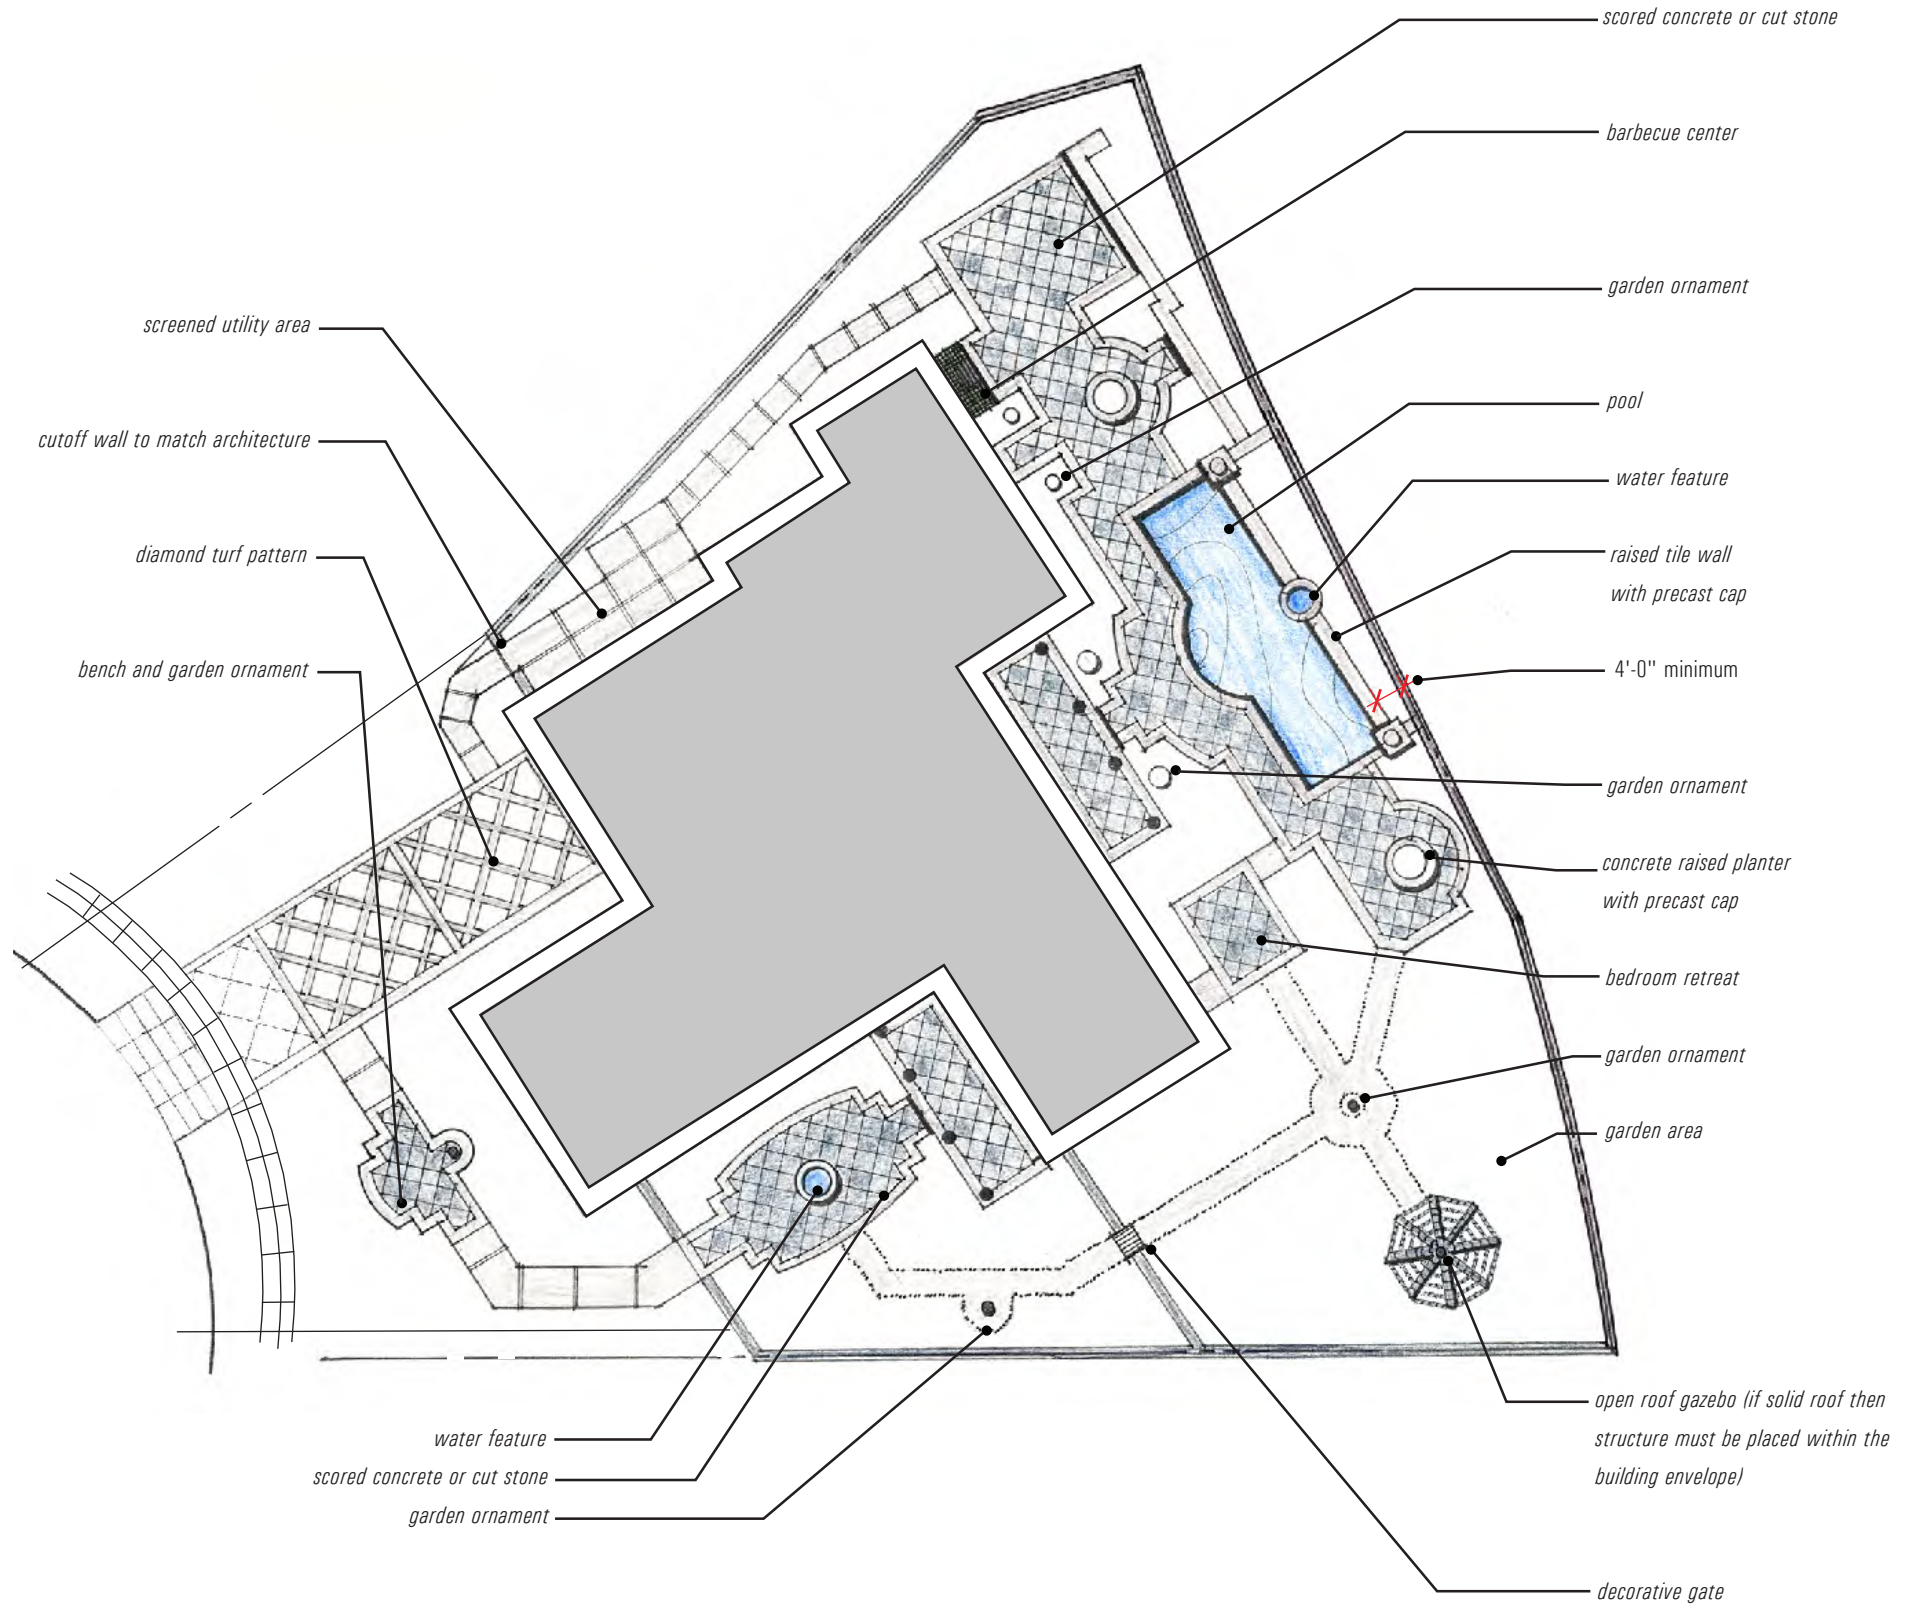 scored concrete or cut stone
barbecue center
garden ornament
screened utility area
pool
cutoff wall to match architecture
water feature
diamond turf pattern
raised tile wall
with precast cap
bench and garden ornament
4'-0" minimum
garden ornament
concrete raised planter
with precast cap
bedroom retreat
garden ornament
garden area
open roof gazebo (if solid roof then
structure must be placed within the
building envelope)
water feature
scored concrete or cut stone
garden ornament
decorative gate